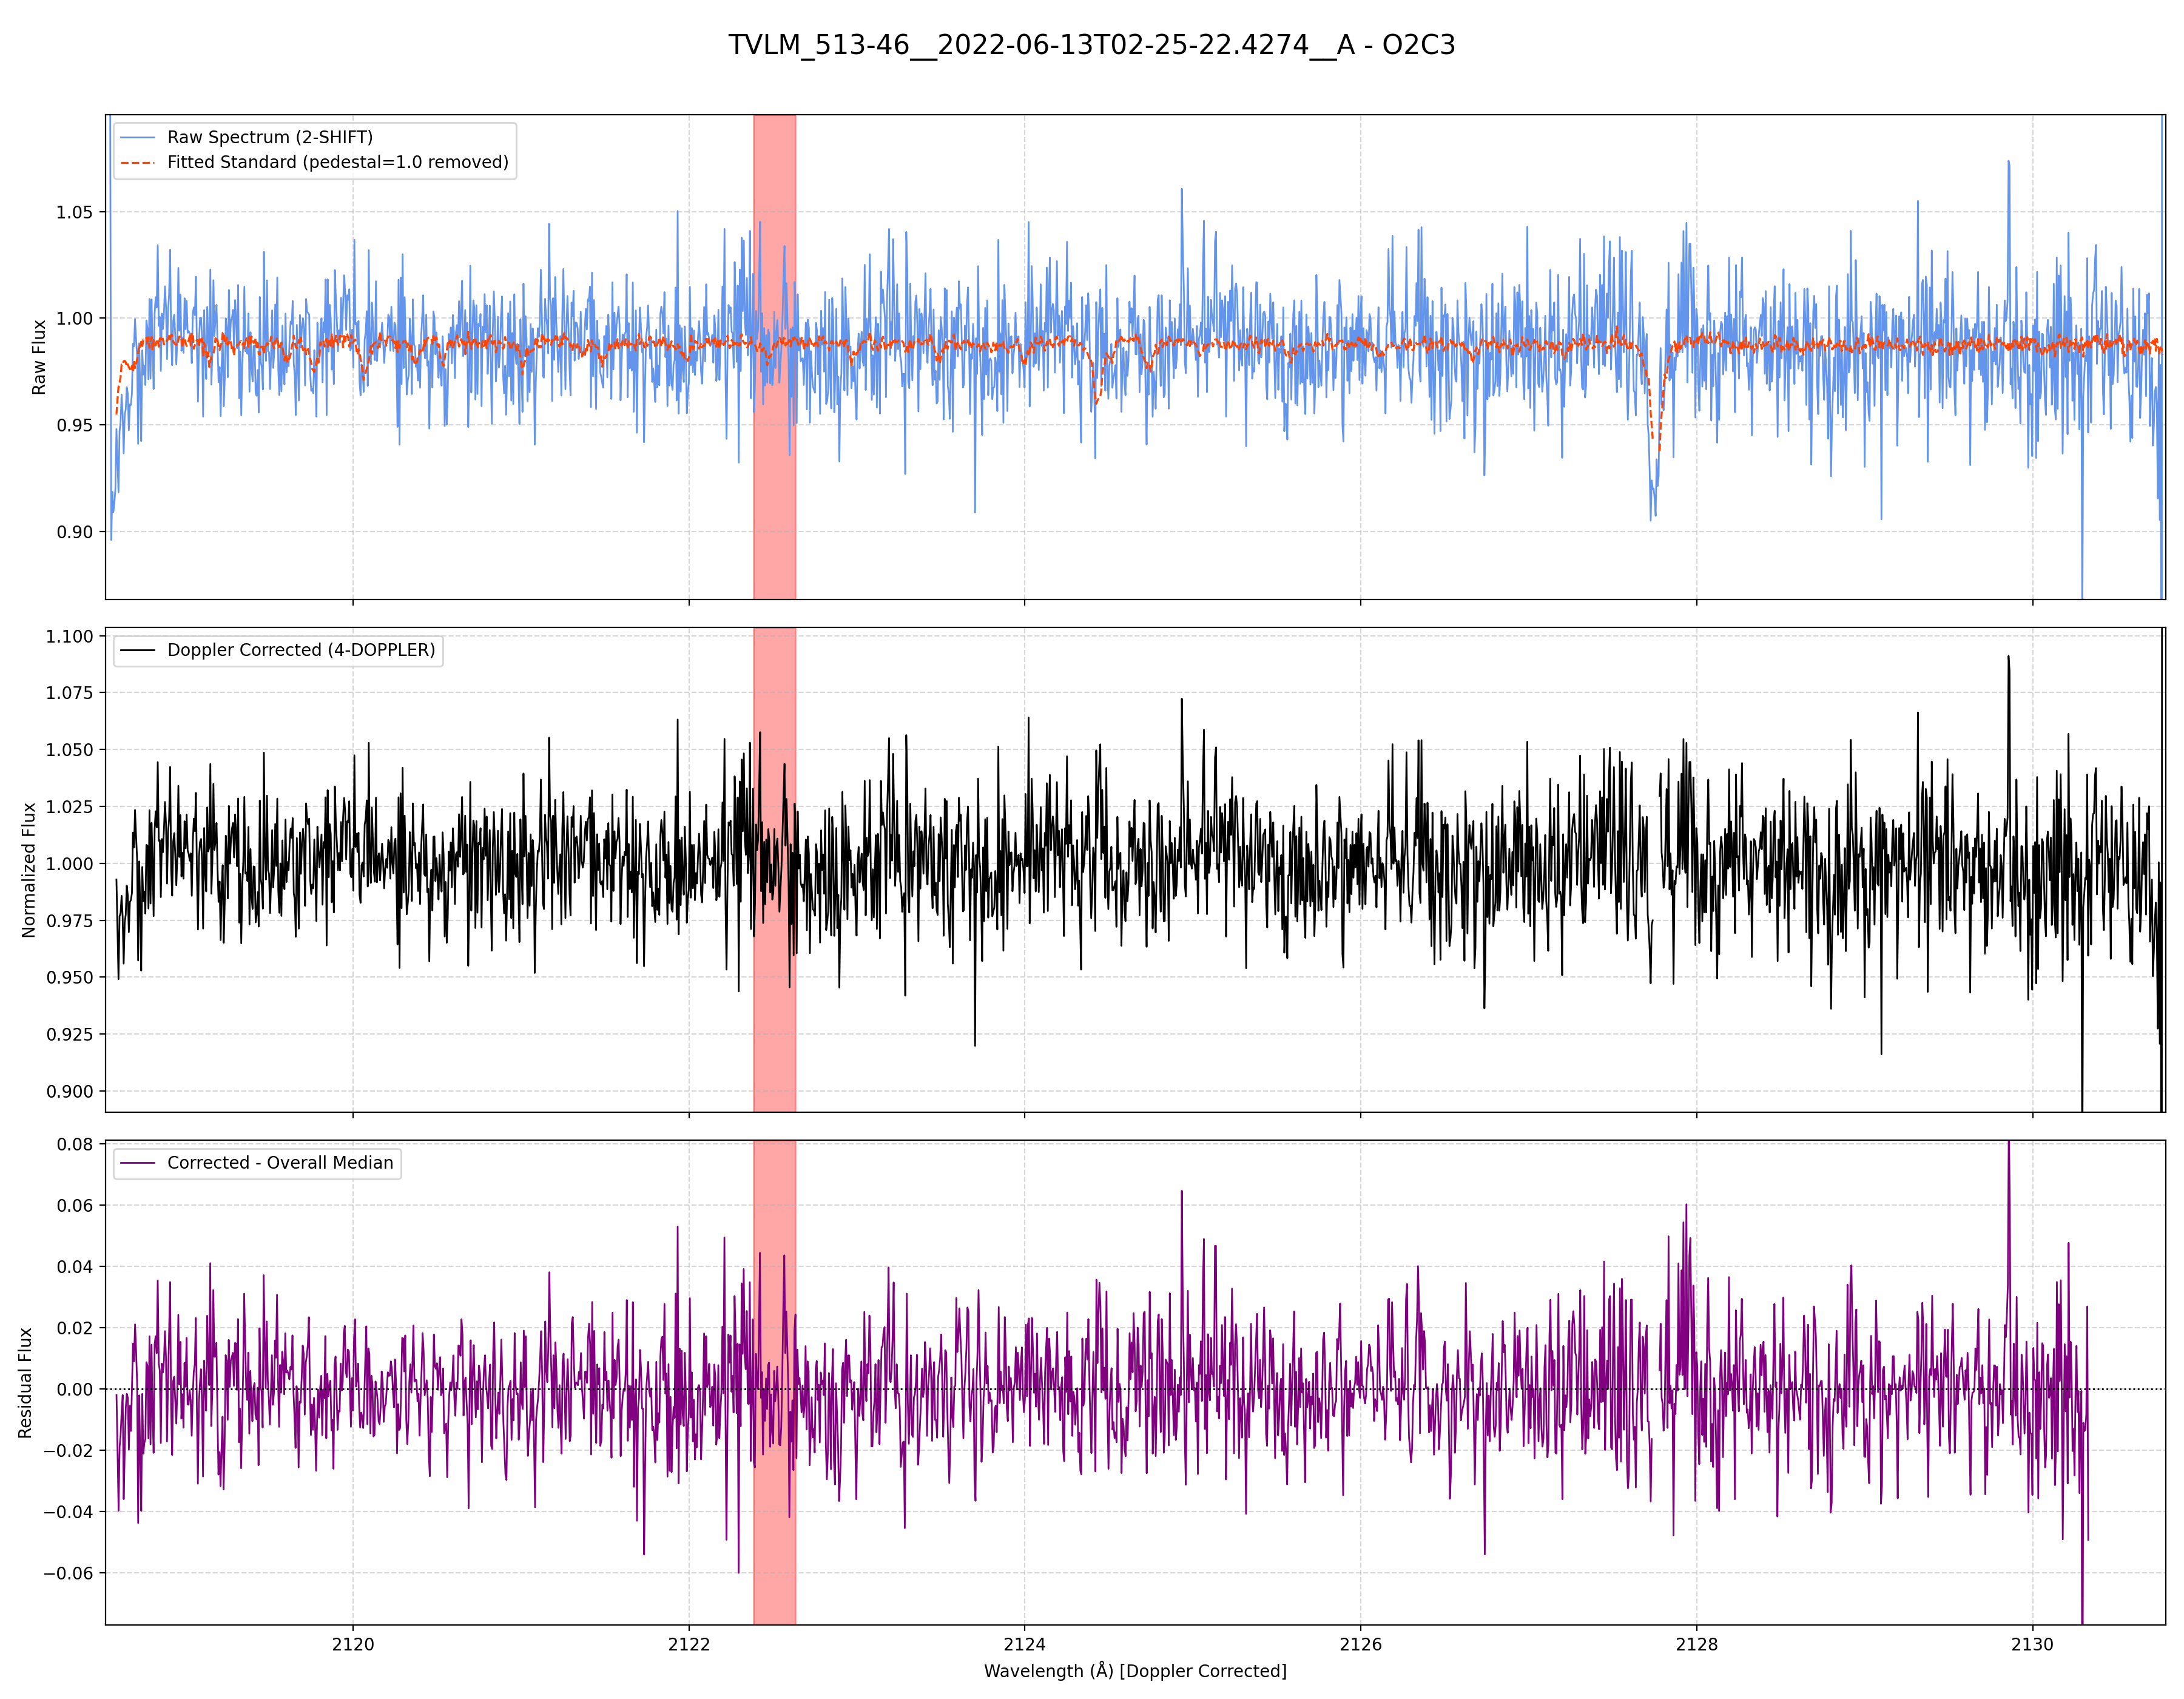 TVLM_513-46__2022-06-13T02-25-22.4274__A - O2C3
Raw Spectrum (2-SHIFT)
Fitted Standard (pedestal=1.0 removed)
Raw Flux
1.05
1.00
0.95
0.90
Doppler Corrected (4-DOPPLER)
Normalized Flux
1.100
1.075
1.050
1.025
1.000
0.975
0.950
0.925
0.900
Corrected - Overall Median
Residual Flux
0.08
0.06
0.04
0.02
0.00
−0.02
−0.04
−0.06
2120 2122 2124 2126 2128 2130
Wavelength (Å) [Doppler Corrected]